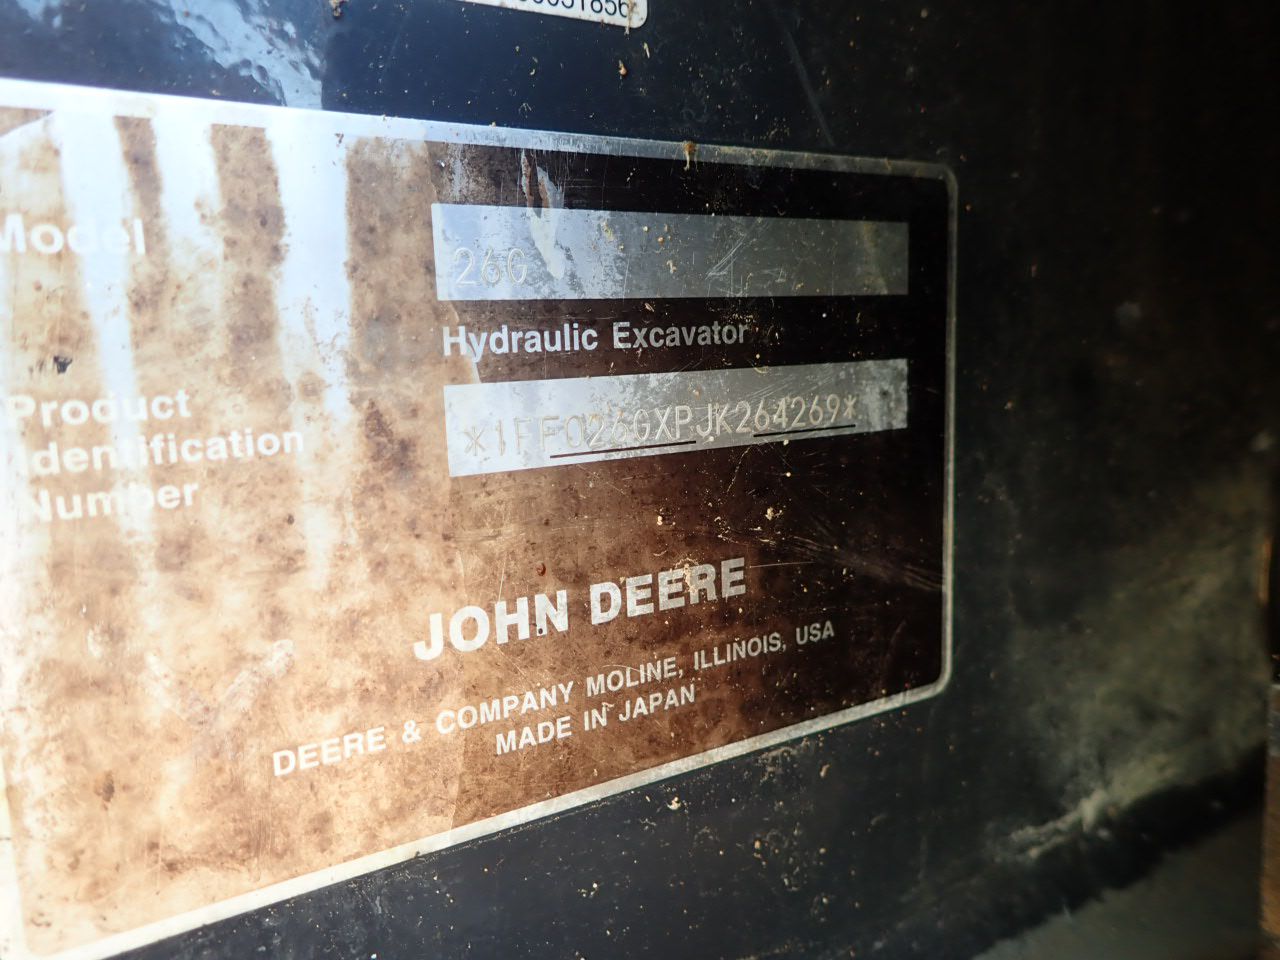 Model
26G
Hydraulic Excavator
Product
Identification
Number
*1FF026GXPJK264269*
JOHN DEERE
DEERE & COMPANY MOLINE, ILLINOIS, USA
MADE IN JAPAN